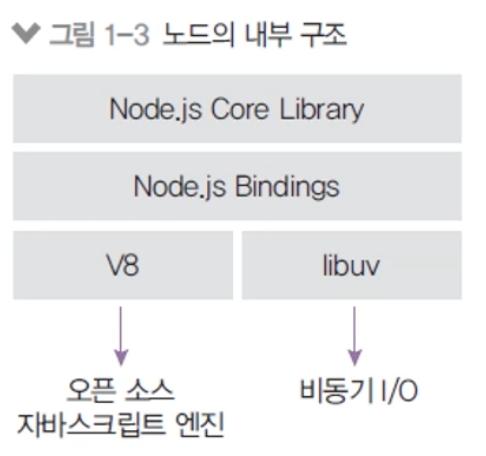 그림 1-3 노드의 내부 구조
Node.js Core Library
Node.js Bindings
V8
libuv
오픈 소스
자바스크립트 엔진
비동기 I/O